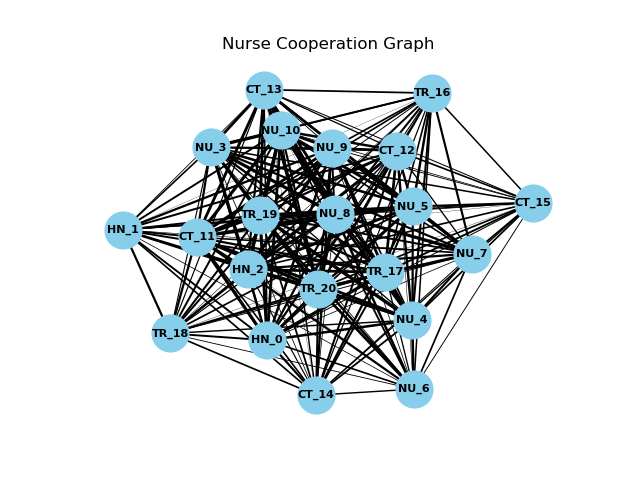 Nurse Cooperation Graph
CT_13
TR_16
NU_10
NU_3
NU_9
CT_12
CT_15
NU_5
TR_19
NU_8
HN_1
CT_11
NU_7
HN_2
TR_17
TR_20
NU_4
TR_18
HN_0
NU_6
CT_14